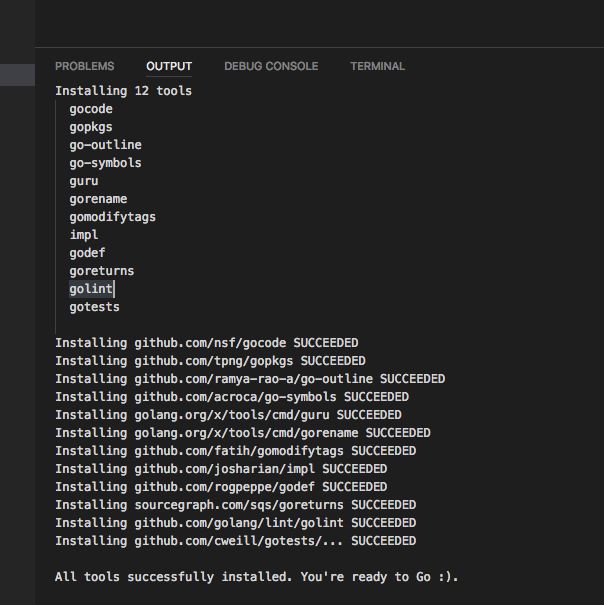 PROBLEMS OUTPUT DEBUG CONSOLE TERMINAL
Installing 12 tools
gocode
gopkgs
go-outline
go-symbols
guru
gorename
gomodifytags
impl
godef
goreturns
golint
gotests
Installing github.com/nsf/gocode SUCCEEDED
Installing github.com/tpng/gopkgs SUCCEEDED
Installing github.com/ramya-rao-a/go-outline SUCCEEDED
Installing github.com/acroca/go-symbols SUCCEEDED
Installing golang.org/x/tools/cmd/guru SUCCEEDED
Installing golang.org/x/tools/cmd/gorename SUCCEEDED
Installing github.com/fatih/gomodifytags SUCCEEDED
Installing github.com/josharian/impl SUCCEEDED
Installing github.com/rogpeppe/godef SUCCEEDED
Installing sourcegraph.com/sqs/goreturns SUCCEEDED
Installing github.com/golang/lint/golint SUCCEEDED
Installing github.com/cweill/gotests/... SUCCEEDED
All tools successfully installed. You're ready to Go :).